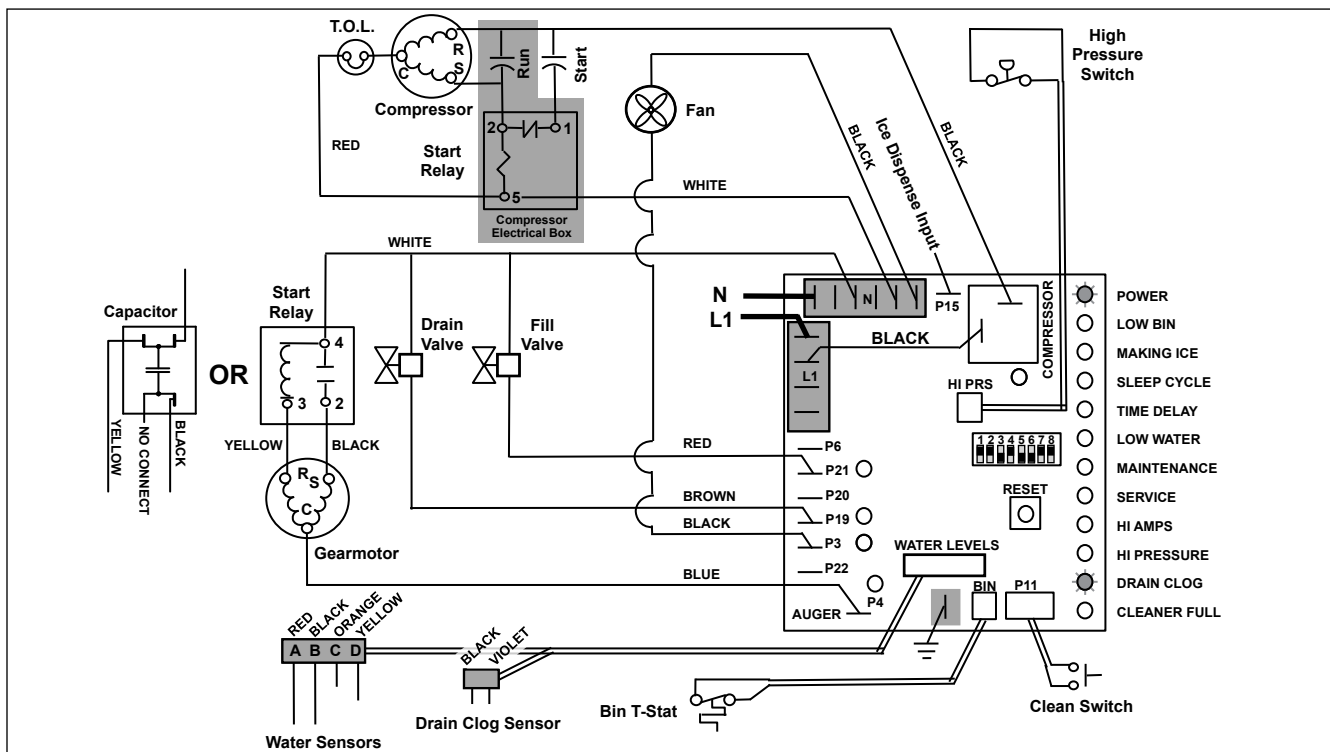 T.O.L.
R
S
C
Compressor
Run
Start
High
Pressure
Switch
Fan
2
1
Start
Relay
5
Compressor
Electrical Box
RED
WHITE
BLACK
Ice Dispense Input
BLACK
WHITE
Capacitor
YELLOW
NO CONNECT
BLACK
OR
Start
Relay
4
3
2
YELLOW
BLACK
R
S
C
Gearmotor
Drain
Valve
Fill
Valve
N
L1
N
P15
L1
BLACK
COMPRESSOR
HI PRS
1 2 3 4 5 6 7 8
RESET
RED
BROWN
BLACK
BLUE
P6
P21
P20
P19
P3
P22
P4
AUGER
WATER LEVELS
BIN
P11
POWER
LOW BIN
MAKING ICE
SLEEP CYCLE
TIME DELAY
LOW WATER
MAINTENANCE
SERVICE
HI AMPS
HI PRESSURE
DRAIN CLOG
CLEANER FULL
RED
BLACK
ORANGE
YELLOW
A B C D
Water Sensors
BLACK
VIOLET
Drain Clog Sensor
Bin T-Stat
Clean Switch